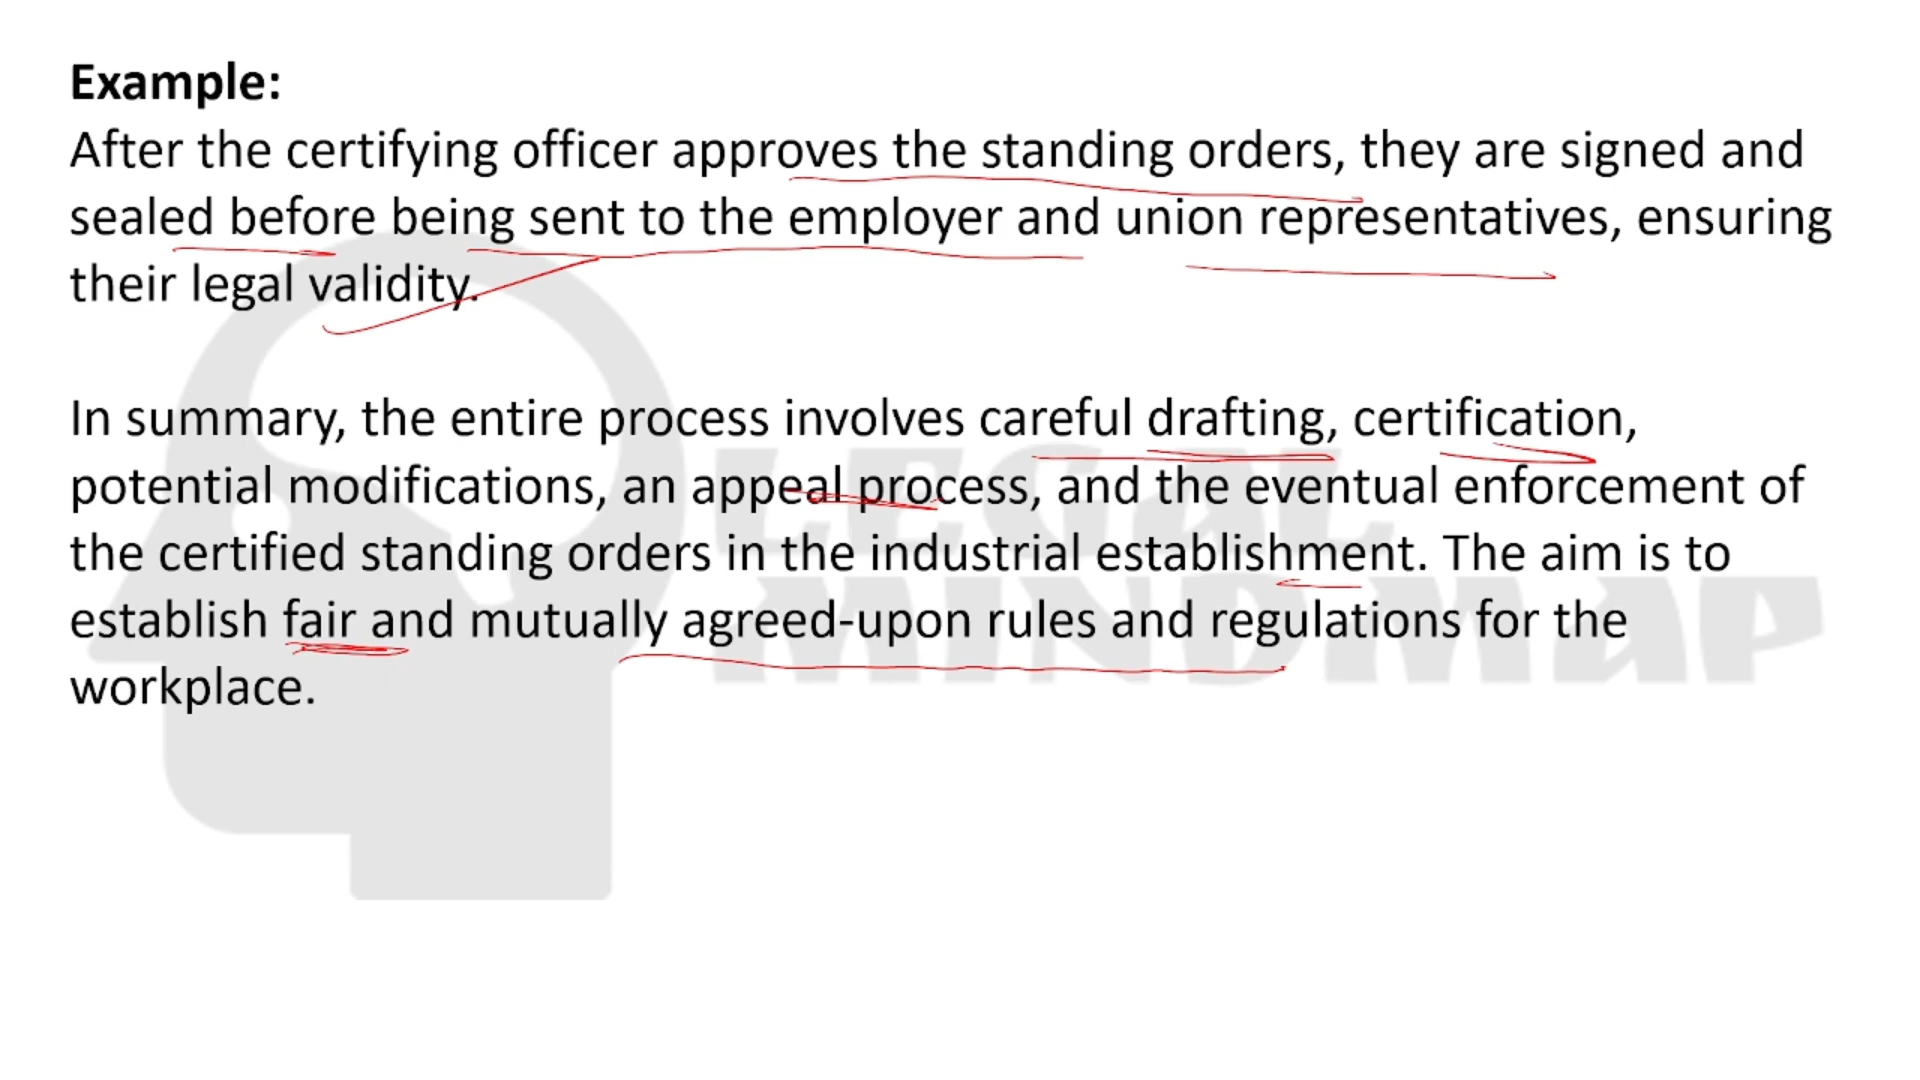 Example:
After the certifying officer approves the standing orders, they are signed and
sealed before being sent to the employer and union representatives, ensuring
their legal validity.
In summary, the entire process involves careful drafting, certification,
potential modifications, an appeal process, and the eventual enforcement of
the certified standing orders in the industrial establishment. The aim is to
establish fair and mutually agreed-upon rules and regulations for the
workplace.
LEGAL
MINDMAP